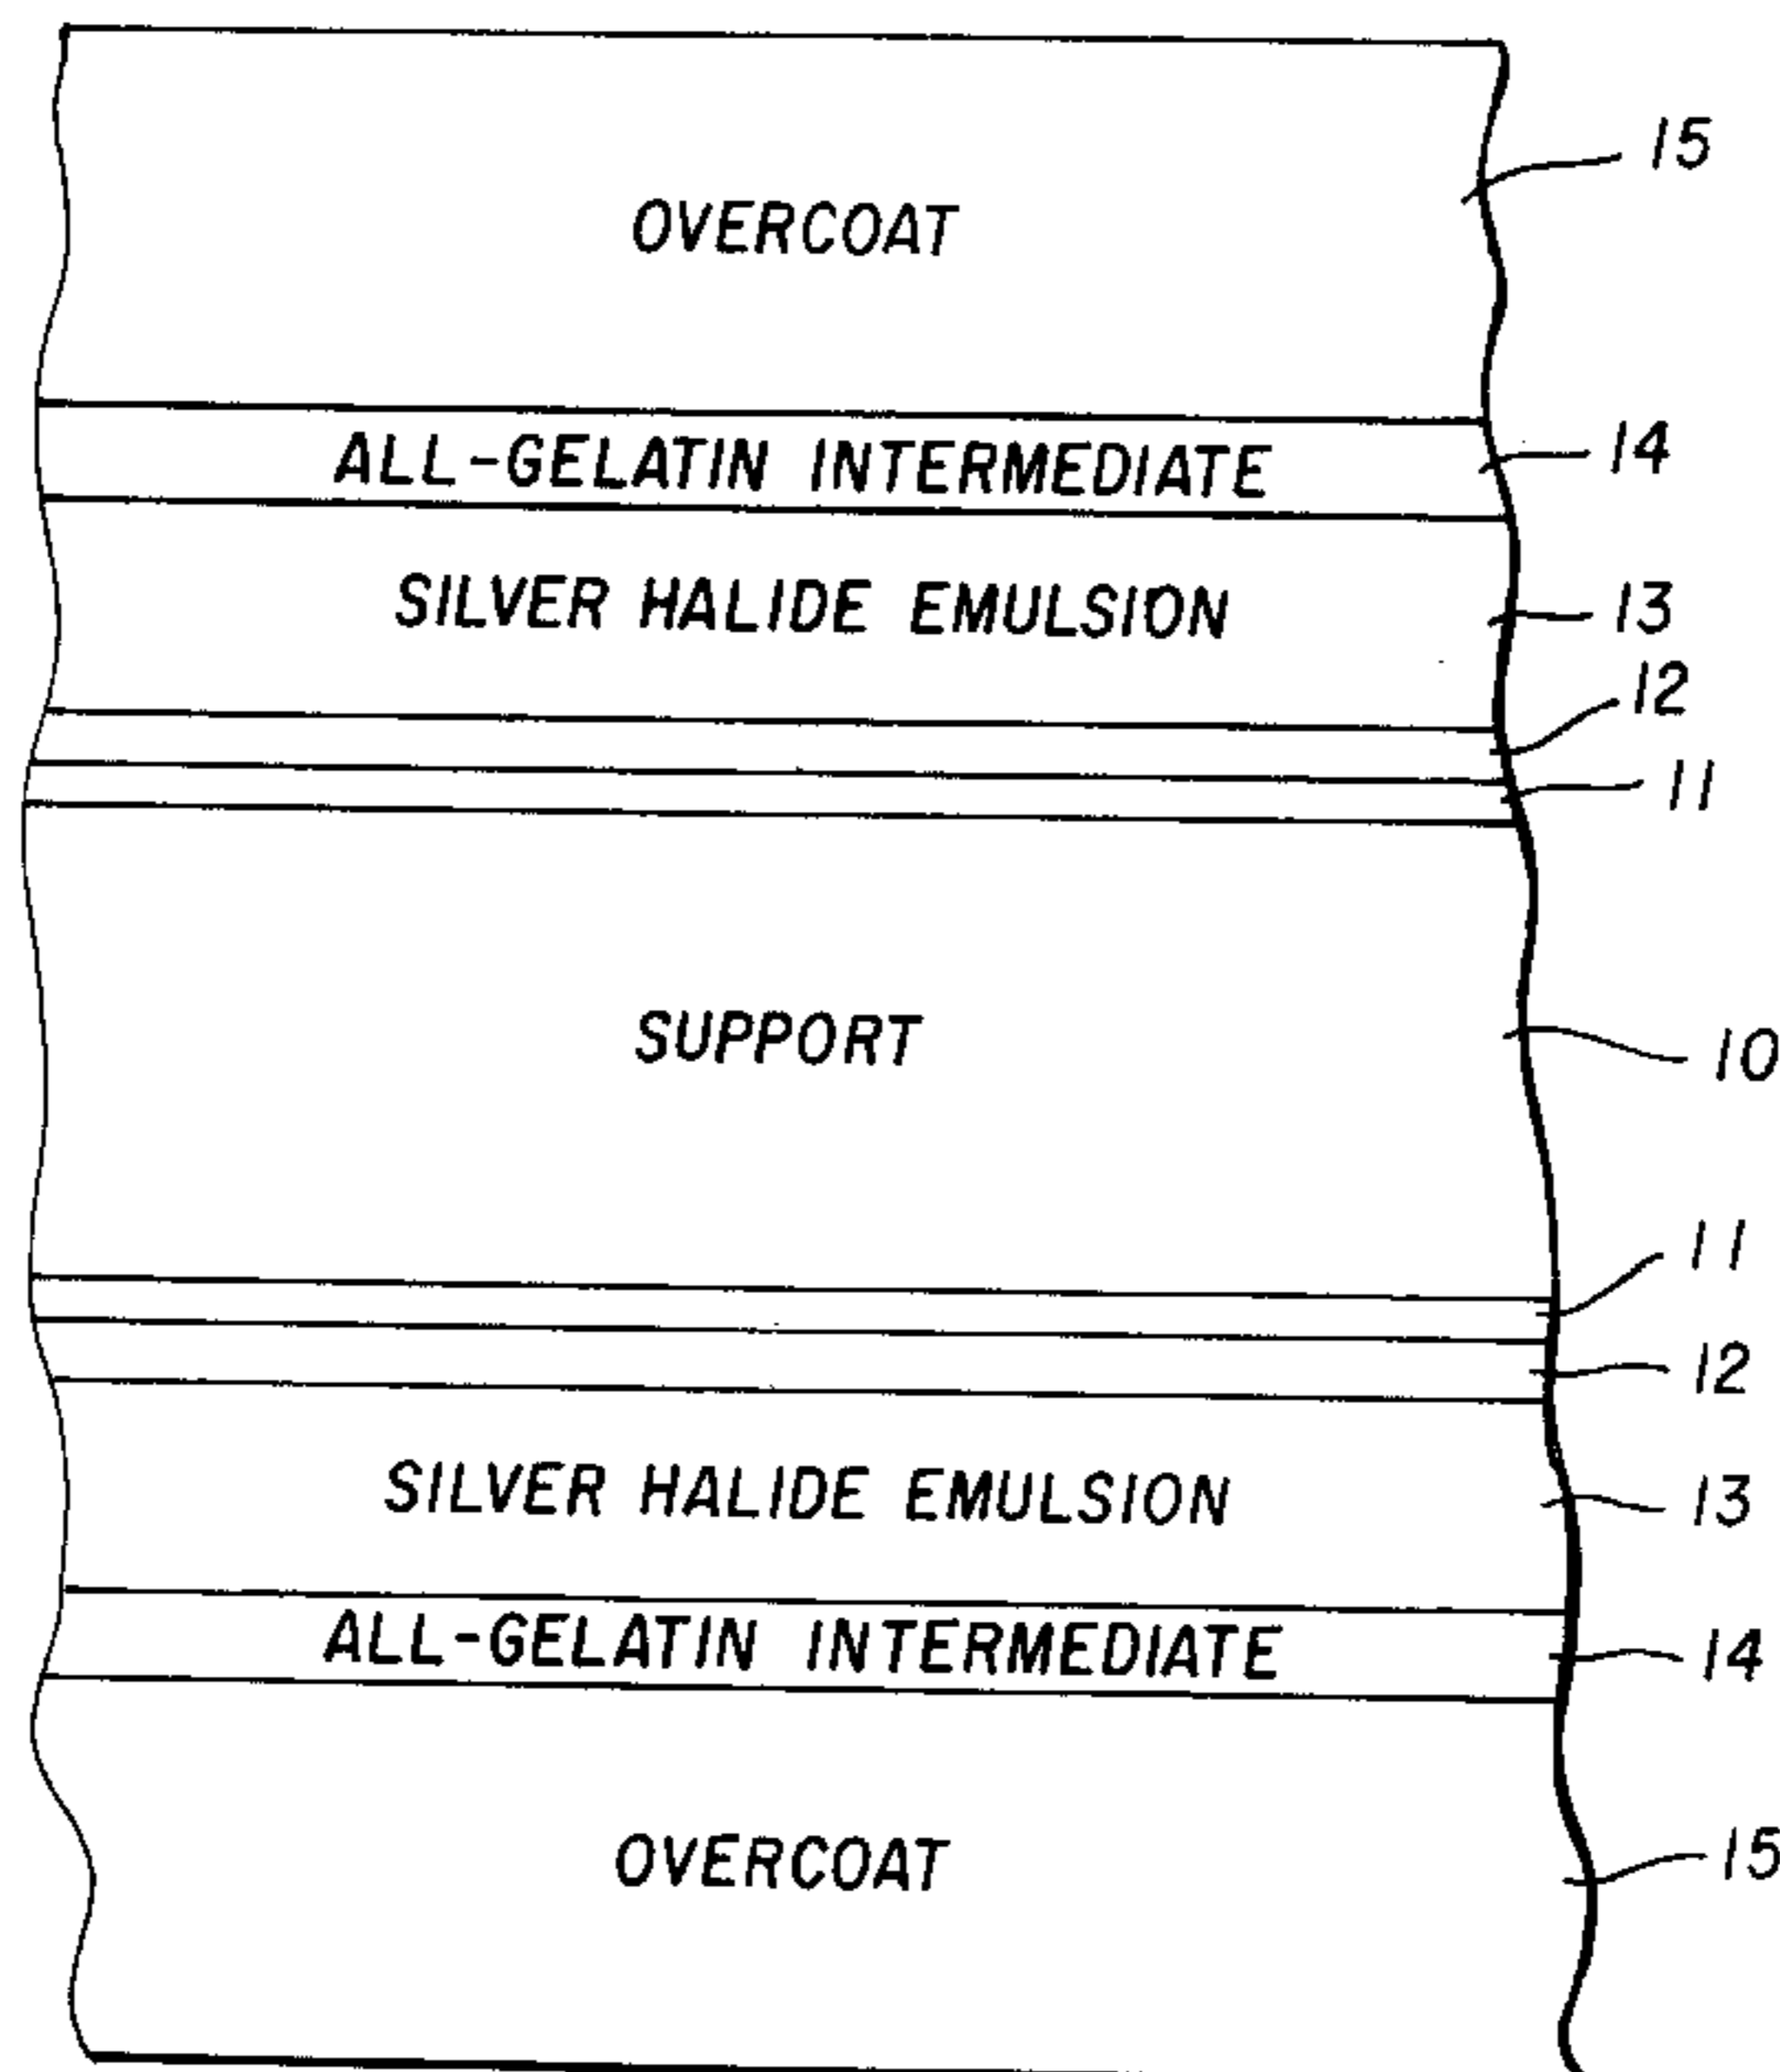 15
OVERCOAT
14
ALL-GELATIN INTERMEDIATE
13
SILVER HALIDE EMULSION
12
11
SUPPORT
10
11
12
SILVER HALIDE EMULSION
13
ALL-GELATIN INTERMEDIATE
14
OVERCOAT
15